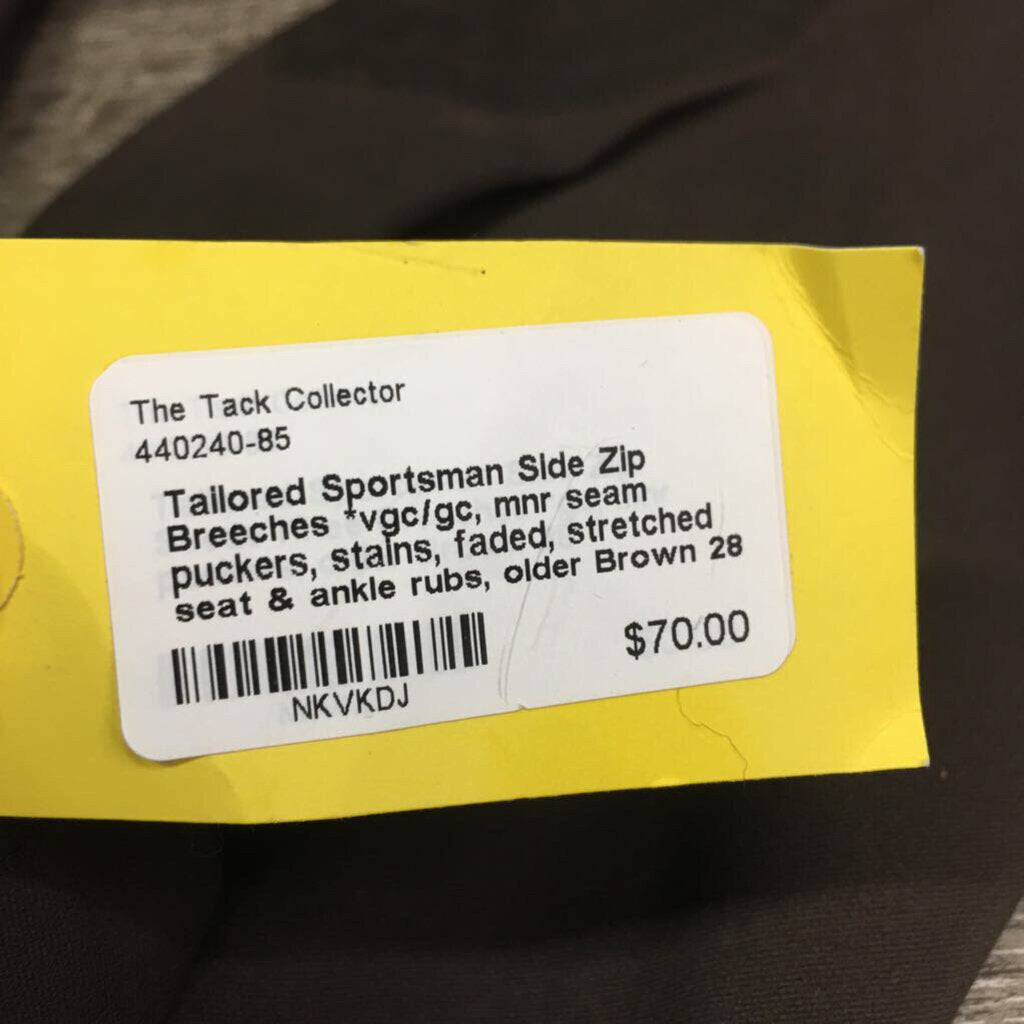 The Tack Collector
440240-85
Tailored Sportsman Side Zip
Breeches *vgc/gc, mnr seam
puckers, stains, faded, stretched
seat & ankle rubs, older Brown 28
$70.00
NKVKDJ